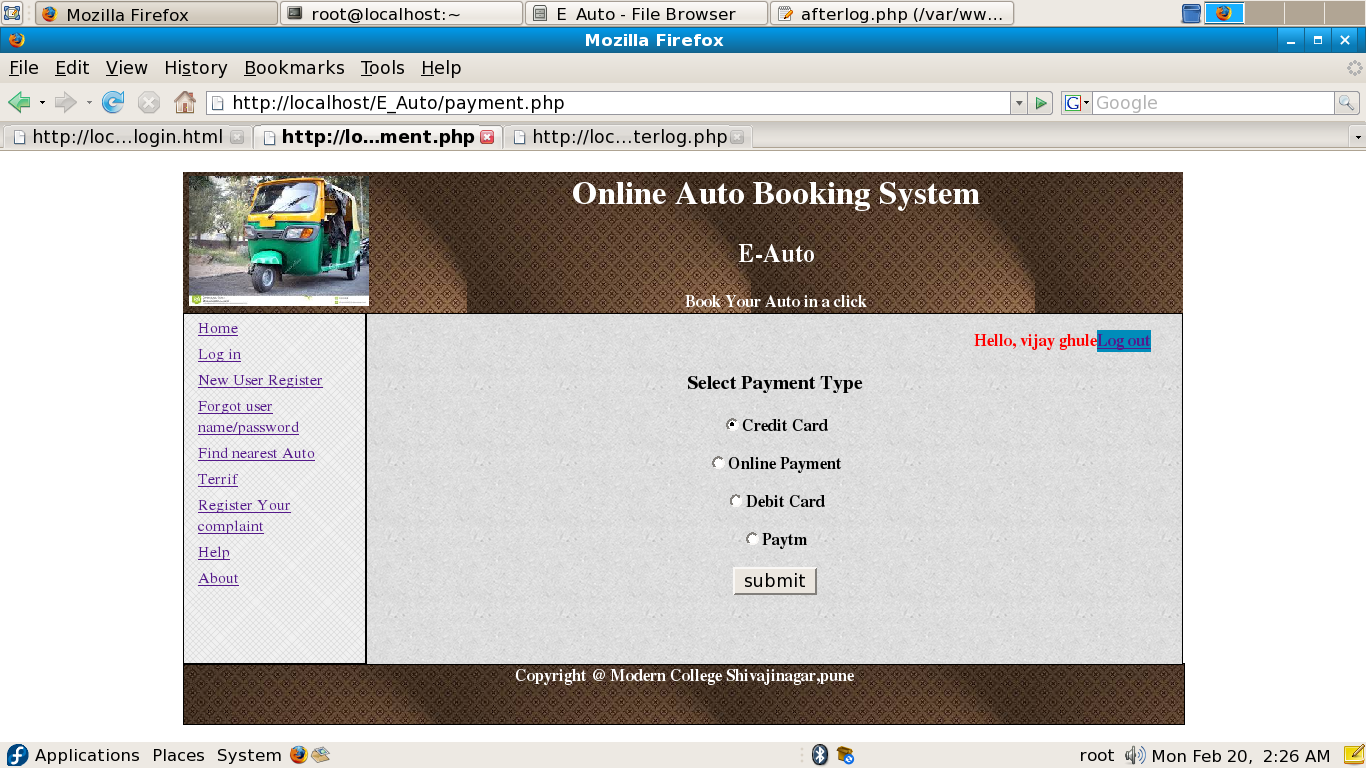 Mozilla Firefox
root@localhost:~
E_Auto - File Browser
afterlog.php (/var/ww...
Mozilla Firefox
File Edit View History Bookmarks Tools Help
http://localhost/E_Auto/payment.php
G
Google
http://loc...login.html
http://lo...ment.php
http://loc...terlog.php
Online Auto Booking System
E-Auto
Book Your Auto in a click
Home
Log in
New User Register
Forgot user
name/password
Find nearest Auto
Terrif
Register Your
complaint
Help
About
Hello, vijay ghuleLog out
Select Payment Type
Credit Card
Online Payment
Debit Card
Paytm
submit
Copyright @ Modern College Shivajinagar,pune
Applications Places System
root
Mon Feb 20, 2:26 AM